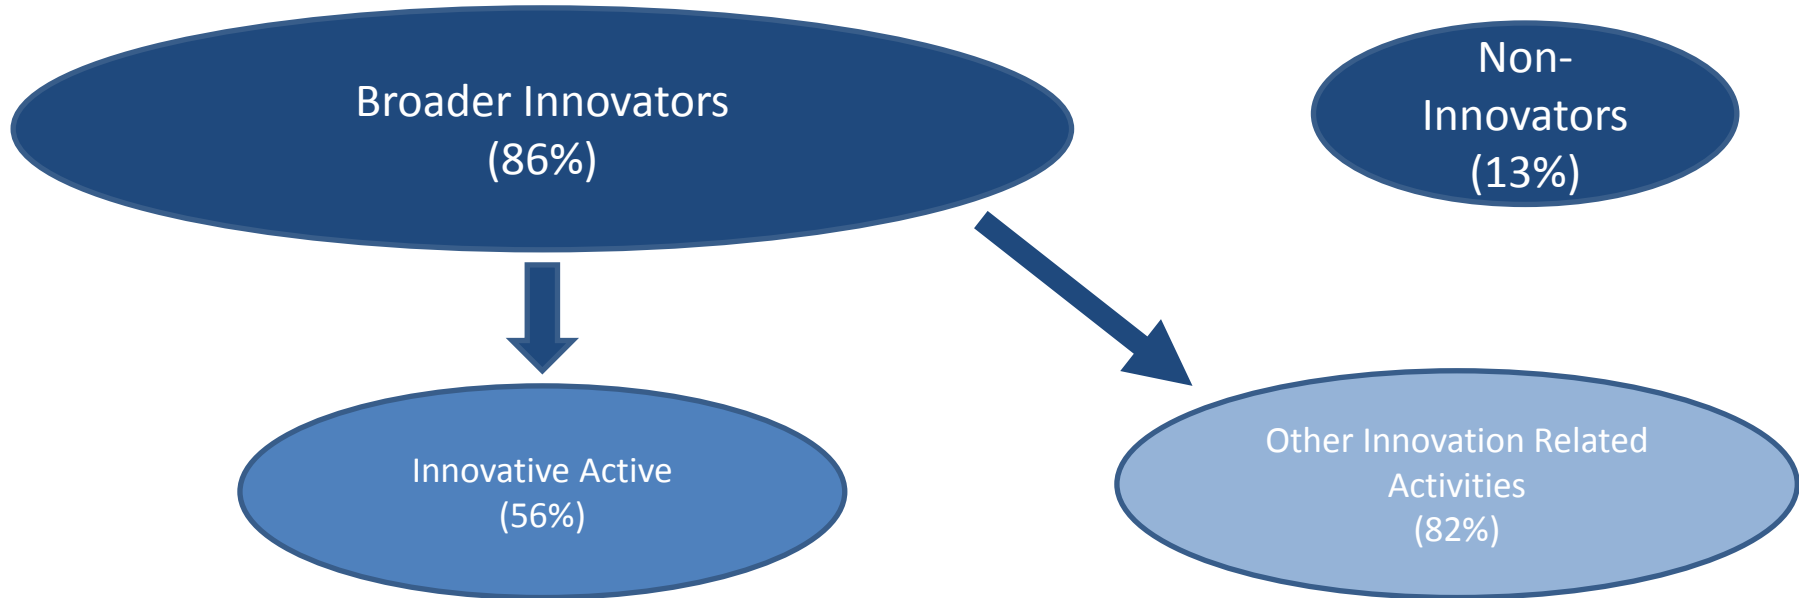 Broader Innovators
(86%)
Non-
Innovators
(13%)
Innovative Active
(56%)
Other Innovation Related
Activities
(82%)